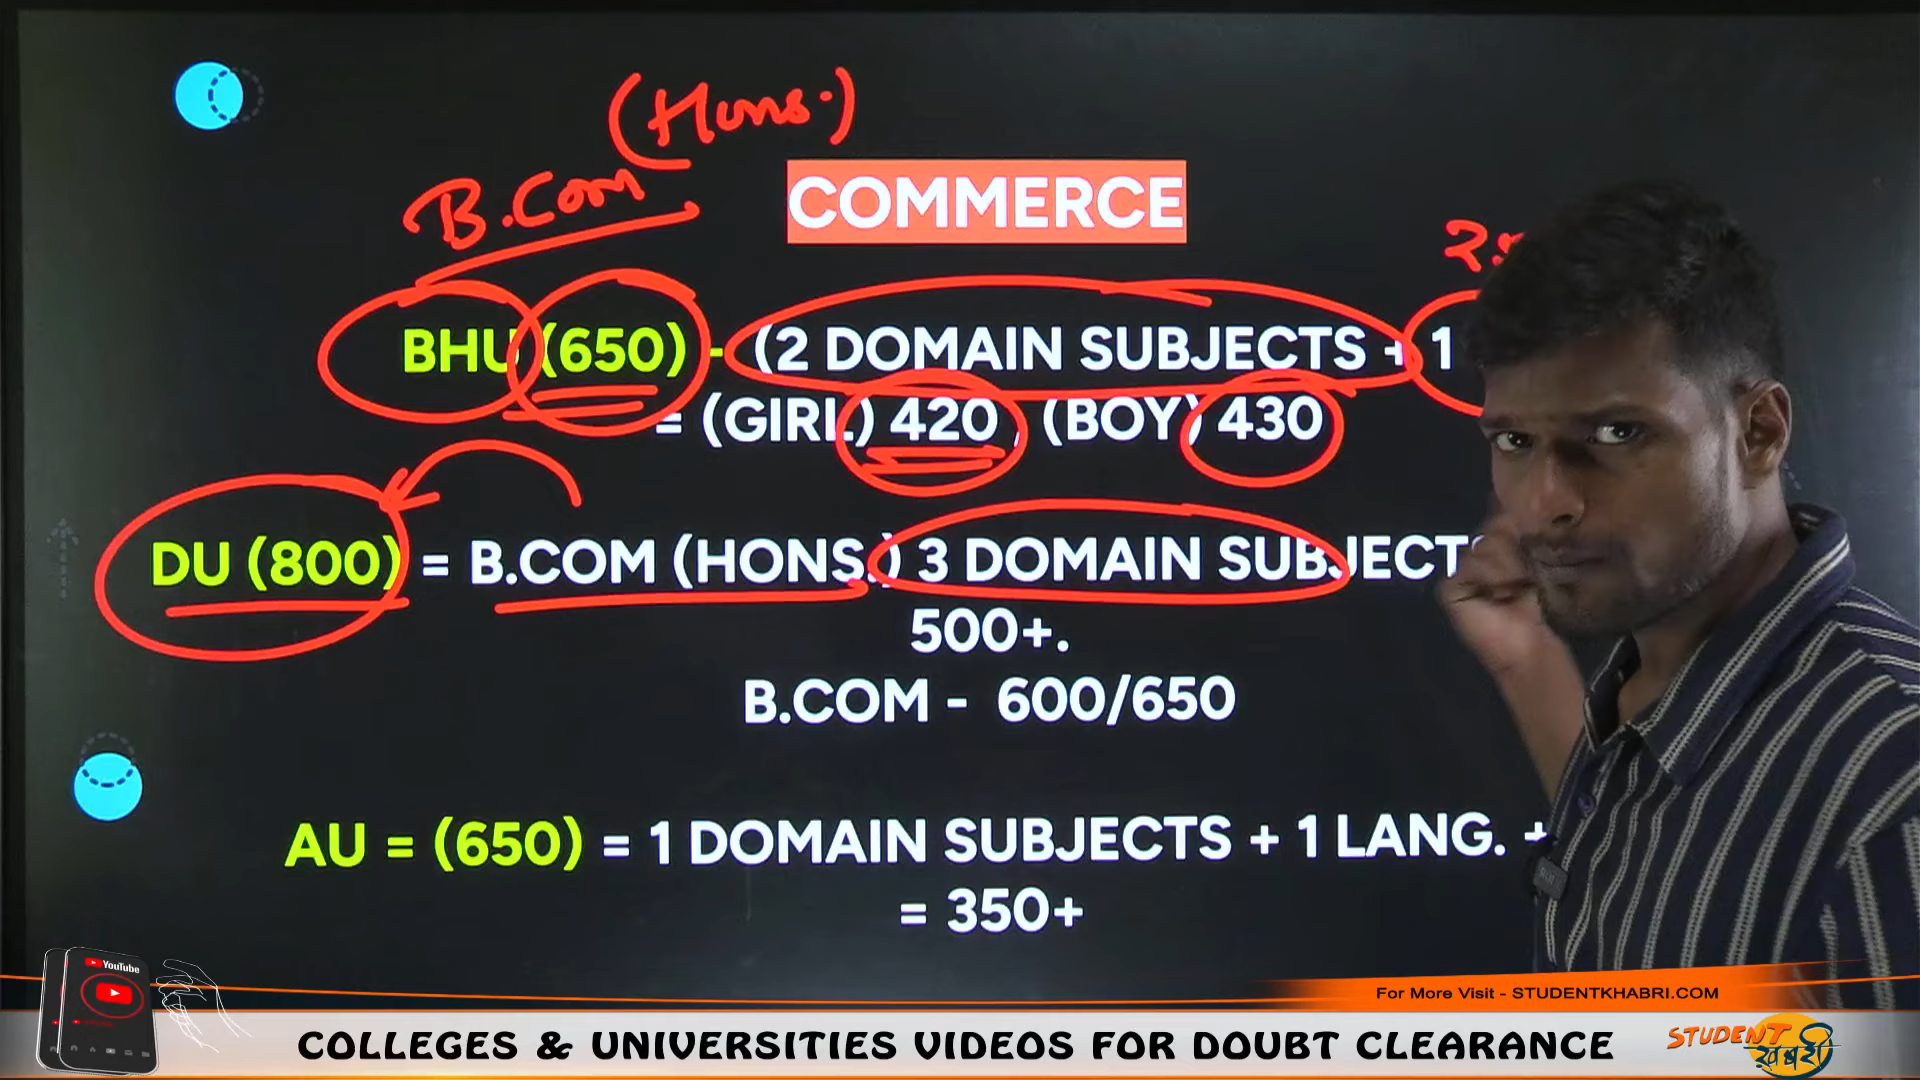 (Hons.)
B.Com
COMMERCE
BHU (650) - (2 DOMAIN SUBJECTS + 1
= (GIRL) 420, (BOY) 430
DU (800) = B.COM (HONS.) 3 DOMAIN SUBJECTS
500+.
B.COM - 600/650
AU = (650) = 1 DOMAIN SUBJECTS + 1 LANG. +
= 350+
YouTube
For More Visit - STUDENTKHABRI.COM
COLLEGES & UNIVERSITIES VIDEOS FOR DOUBT CLEARANCE
STUDENT
खबरी